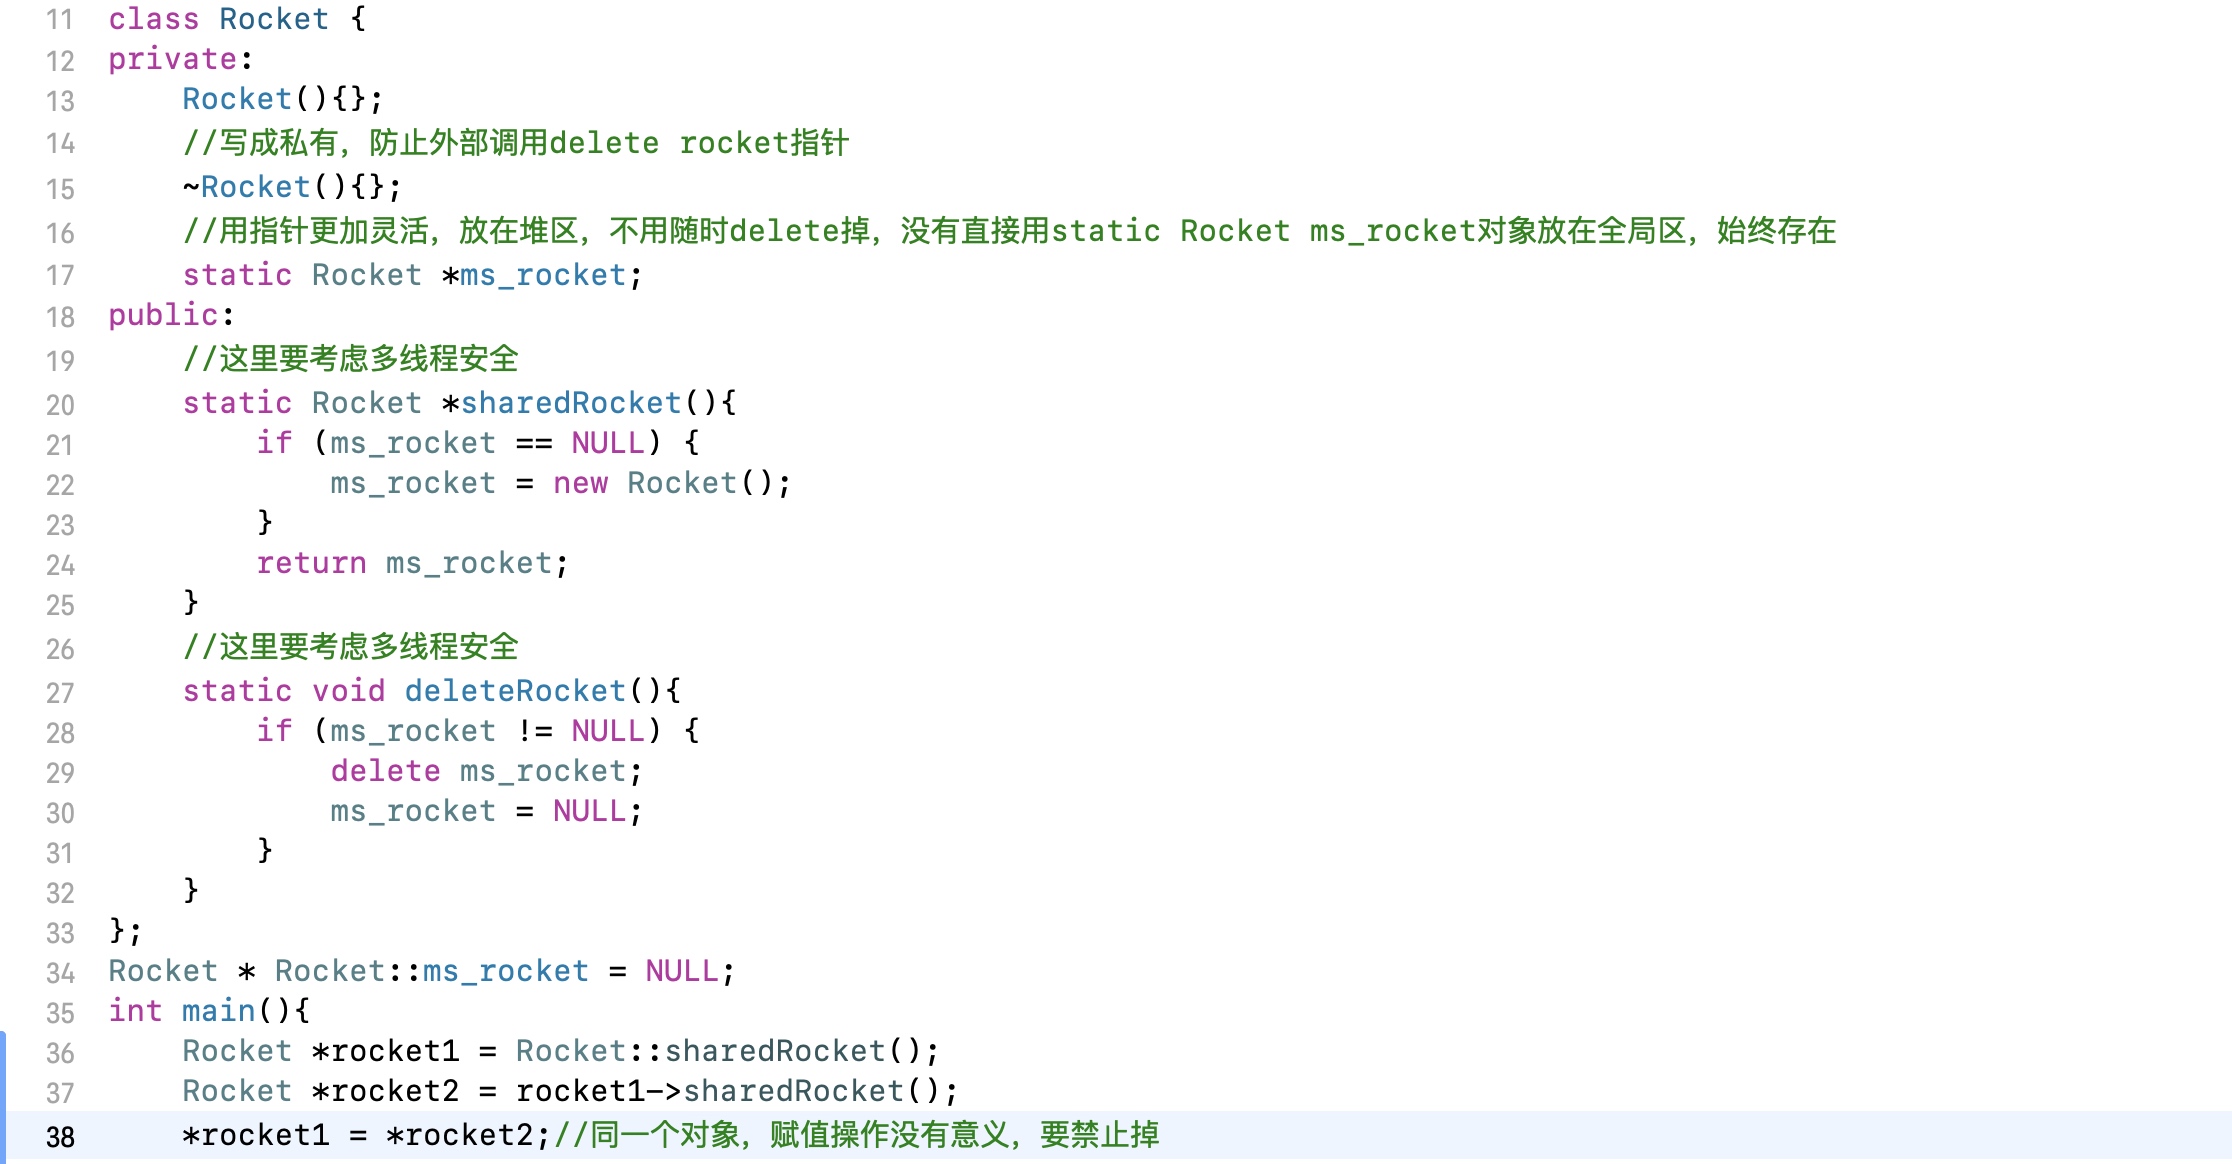 11 class Rocket {
12 private:
13     Rocket(){};
14     //写成私有，防止外部调用delete rocket指针
15     ~Rocket(){};
16     //用指针更加灵活，放在堆区，不用随时delete掉，没有直接用static Rocket ms_rocket对象放在全局区，始终存在
17     static Rocket *ms_rocket;
18 public:
19     //这里要考虑多线程安全
20     static Rocket *sharedRocket(){
21         if (ms_rocket == NULL) {
22             ms_rocket = new Rocket();
23         }
24         return ms_rocket;
25     }
26     //这里要考虑多线程安全
27     static void deleteRocket(){
28         if (ms_rocket != NULL) {
29             delete ms_rocket;
30             ms_rocket = NULL;
31         }
32     }
33 };
34 Rocket * Rocket::ms_rocket = NULL;
35 int main(){
36     Rocket *rocket1 = Rocket::sharedRocket();
37     Rocket *rocket2 = rocket1->sharedRocket();
38     *rocket1 = *rocket2;//同一个对象，赋值操作没有意义，要禁止掉